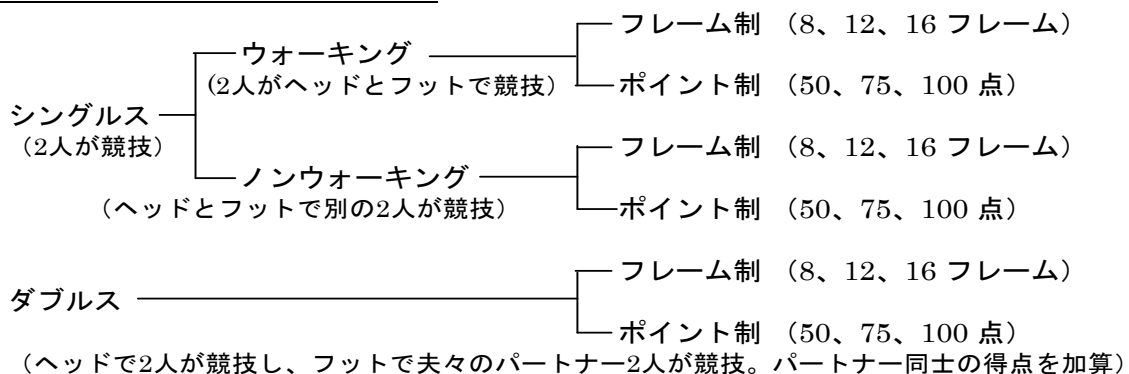 フレーム制 （8、12、16 フレーム）
ウォーキング
(2人がヘッドとフットで競技）
ポイント制 （50、75、100 点）
シングルス
（2人が競技）
フレーム制 （8、12、16 フレーム）
ノンウォーキング
（ヘッドとフットで別の2人が競技）
ポイント制 （50、75、100 点）
フレーム制 （8、12、16 フレーム）
ダブルス
ポイント制 （50、75、100 点）
（ヘッドで2人が競技し、フットで夫々のパートナー2人が競技。パートナー同士の得点を加算）